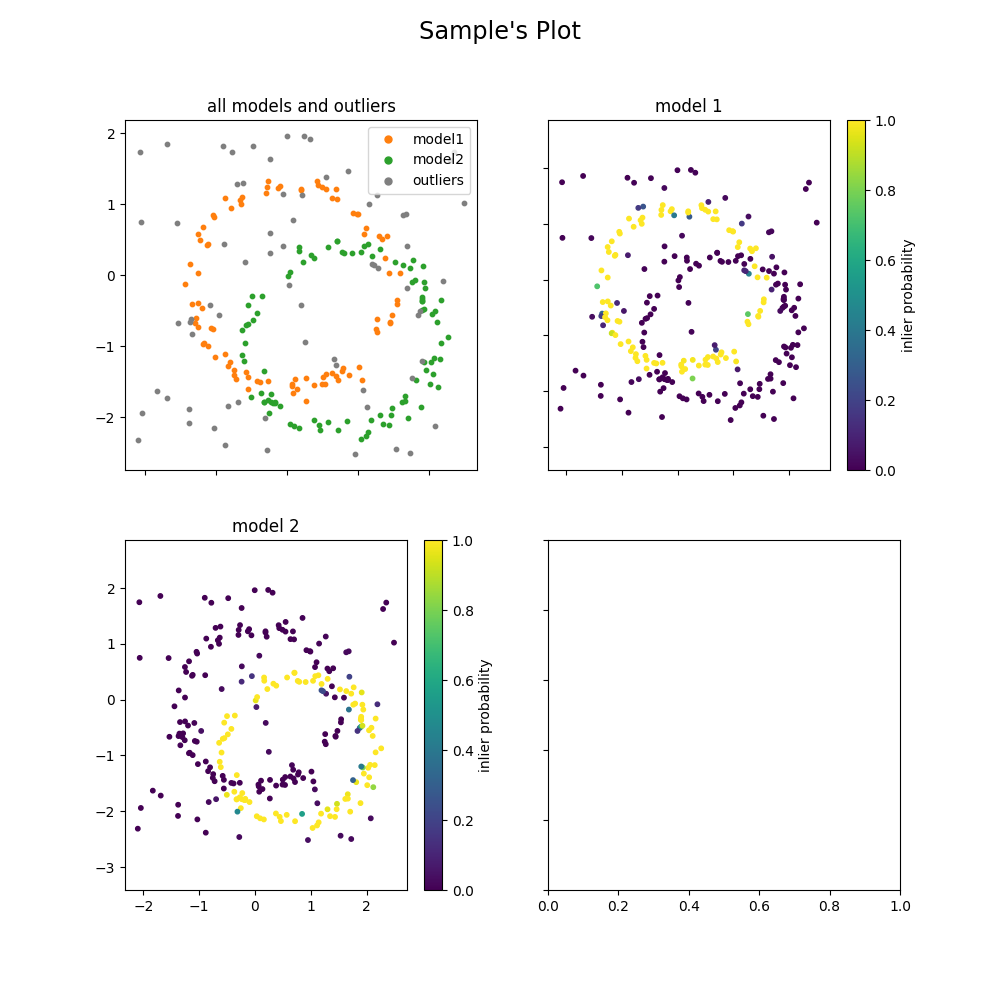 Sample's Plot
all models and outliers
model 1
2
1
0
−1
−2
model1
model2
outliers
1.0
0.8
0.6
0.4
0.2
0.0
inlier probability
model 2
2
1
0
−1
−2
−3
−2 −1 0 1 2
1.0
0.8
0.6
0.4
0.2
0.0
inlier probability
0.0 0.2 0.4 0.6 0.8 1.0